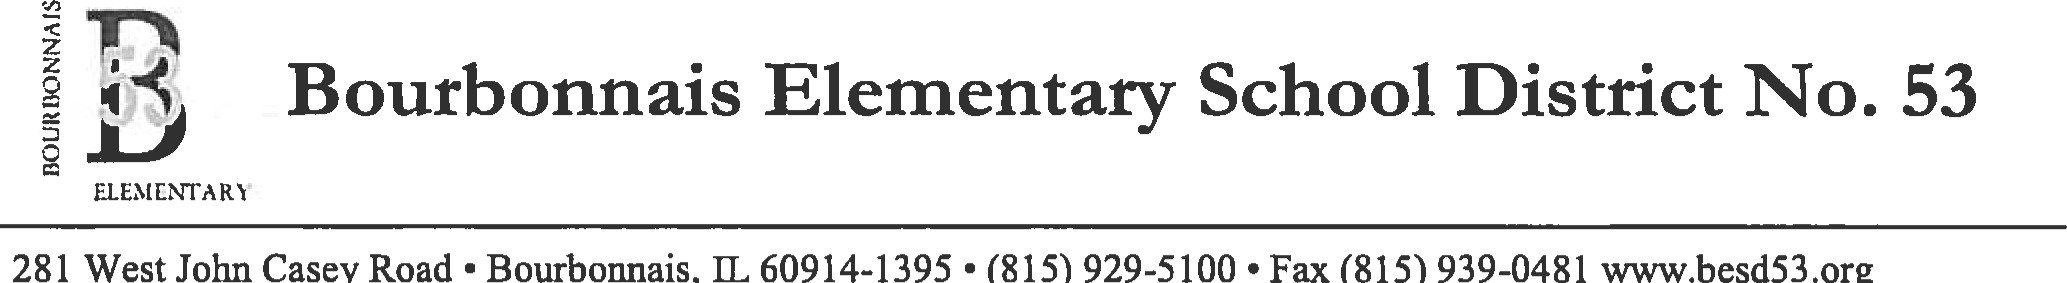 BOURBONNAIS
B
53
ELEMENTARY
Bourbonnais Elementary School District No. 53
281 West John Casey Road • Bourbonnais, IL 60914-1395 • (815) 929-5100 • Fax (815) 939-0481 www.besd53.org